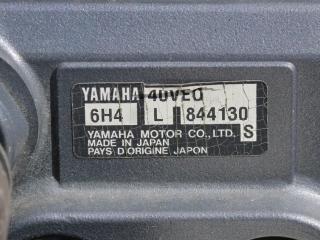 YAMAHA 40VEO
6H4 L 844130
S
YAMAHA MOTOR CO.,LTD.
MADE IN JAPAN
PAYS D'ORIGINE JAPON